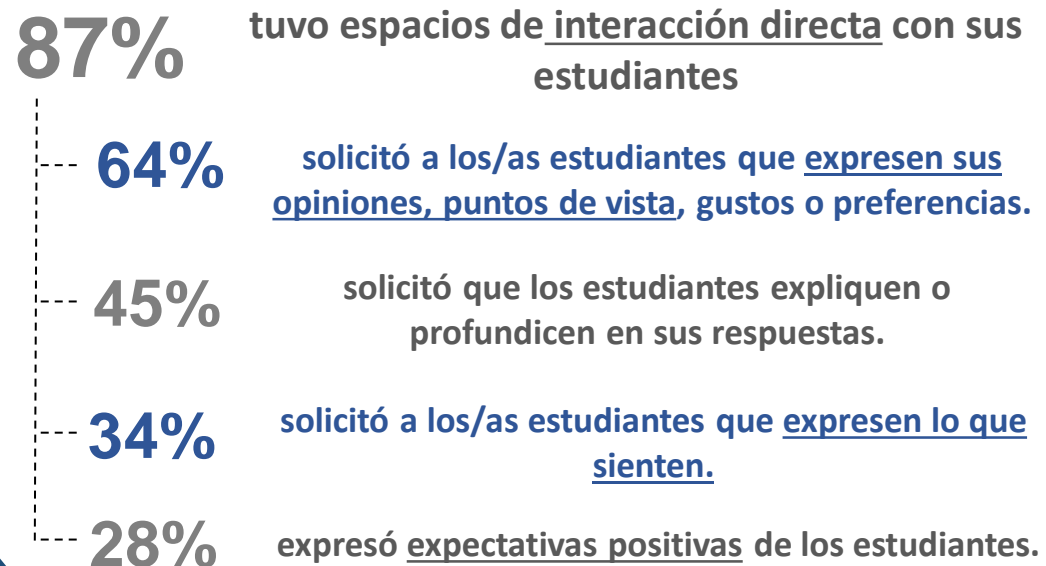 87%
tuvo espacios de interacción directa con sus
estudiantes
64%
solicitó a los/as estudiantes que expresen sus
opiniones, puntos de vista, gustos o preferencias.
45%
solicitó que los estudiantes expliquen o
profundicen en sus respuestas.
34%
solicitó a los/as estudiantes que expresen lo que
sienten.
28%
expresó expectativas positivas de los estudiantes.